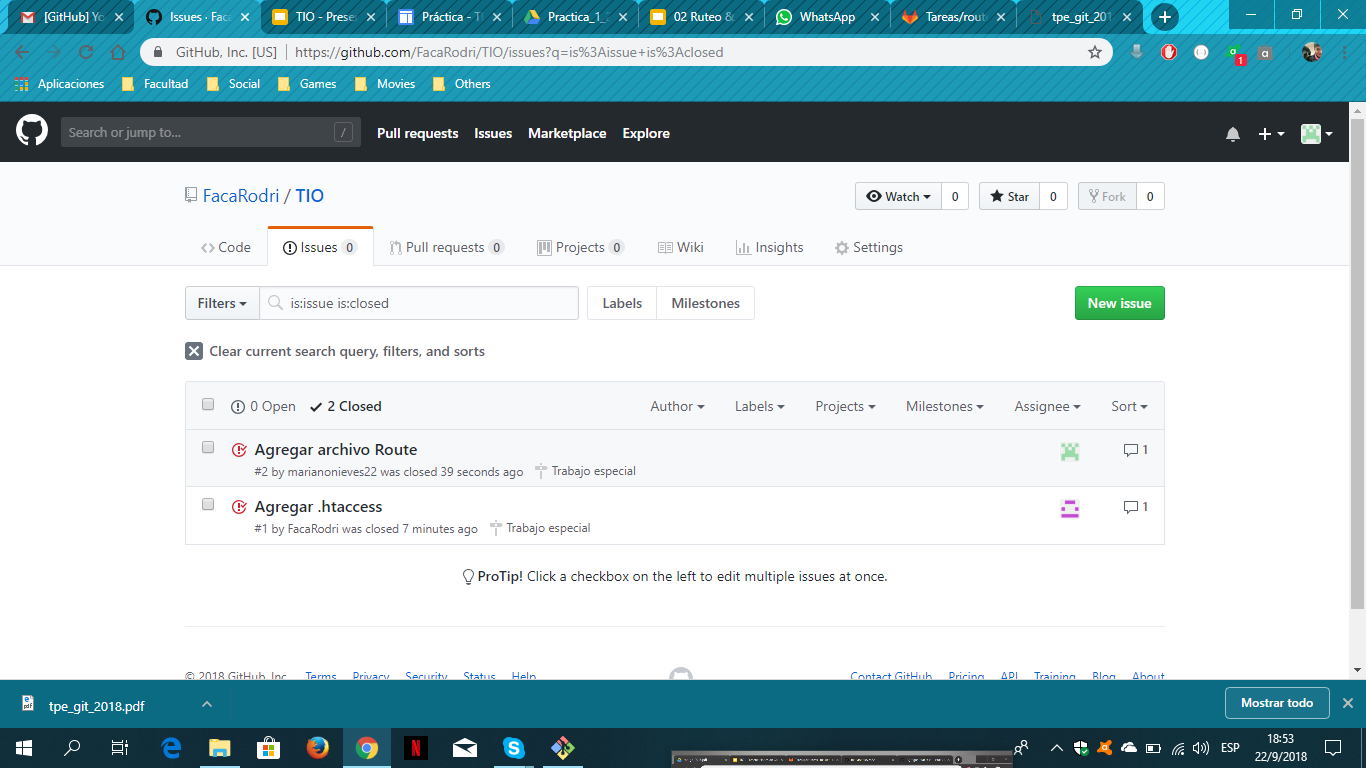 [GitHub] Yo
Issues · Fac
TIO - Prese
Práctica - T
Practica_1_
02 Ruteo &
WhatsApp
Tareas/rout
tpe_git_201
GitHub, Inc. [US]
https://github.com/FacaRodri/TIO/issues?q=is%3Aissue+is%3Aclosed
Aplicaciones
Facultad
Social
Games
Movies
Others
Search or jump to...
/
Pull requests
Issues
Marketplace
Explore
FacaRodri / TIO
Watch
0
Star
0
Fork
0
<> Code
Issues 0
Pull requests 0
Projects 0
Wiki
Insights
Settings
Filters
is:issue is:closed
Labels
Milestones
New issue
Clear current search query, filters, and sorts
0 Open
2 Closed
Author
Labels
Projects
Milestones
Assignee
Sort
Agregar archivo Route
1
#2 by marianonieves22 was closed 39 seconds ago
Trabajo especial
Agregar .htaccess
1
#1 by FacaRodri was closed 7 minutes ago
Trabajo especial
ProTip! Click a checkbox on the left to edit multiple issues at once.
© 2018 GitHub, Inc.
Terms
Privacy
Security
Status
Help
Contact GitHub
Pricing
API
Training
Blog
About
tpe_git_2018.pdf
Mostrar todo
ESP
18:53
22/9/2018